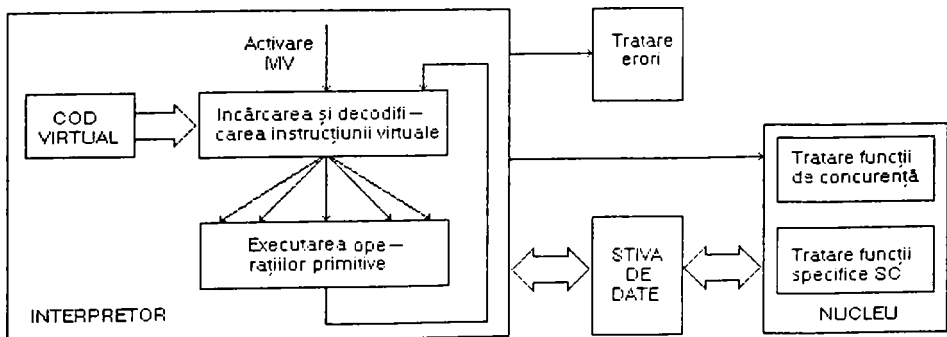 Activare
MV
Tratare
erori
COD
VIRTUAL
Incărcarea și decodifi—
carea instrucțiunii virtuale
Tratare funcții
de concurență
Executarea ope—
rațiilor primitive
STIVA
DE
DATE
Tratare funcții
specifice SC
INTERPRETOR
NUCLEU